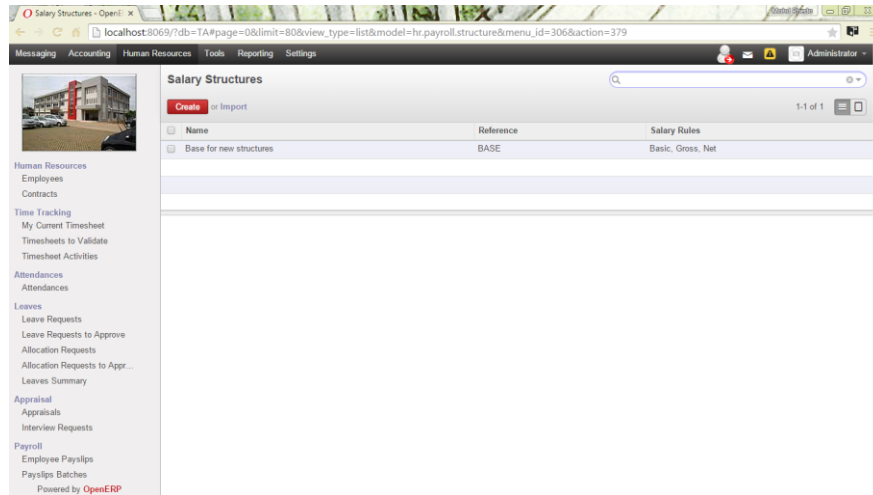 Salary Structures - OpenE
localhost:8069/?db=TA#page=0&limit=80&view_type=list&model=hr.payroll.structure&menu_id=306&action=379
Messaging Accounting Human Resources Tools Reporting Settings Administrator
Salary Structures
Create or Import 1-1 of 1
Name Reference Salary Rules
Base for new structures BASE Basic, Gross, Net
Human Resources
Employees
Contracts
Time Tracking
My Current Timesheet
Timesheets to Validate
Timesheet Activities
Attendances
Attendances
Leaves
Leave Requests
Leave Requests to Approve
Allocation Requests
Allocation Requests to Appr...
Leaves Summary
Appraisal
Appraisals
Interview Requests
Payroll
Employee Payslips
Payslips Batches
Powered by OpenERP